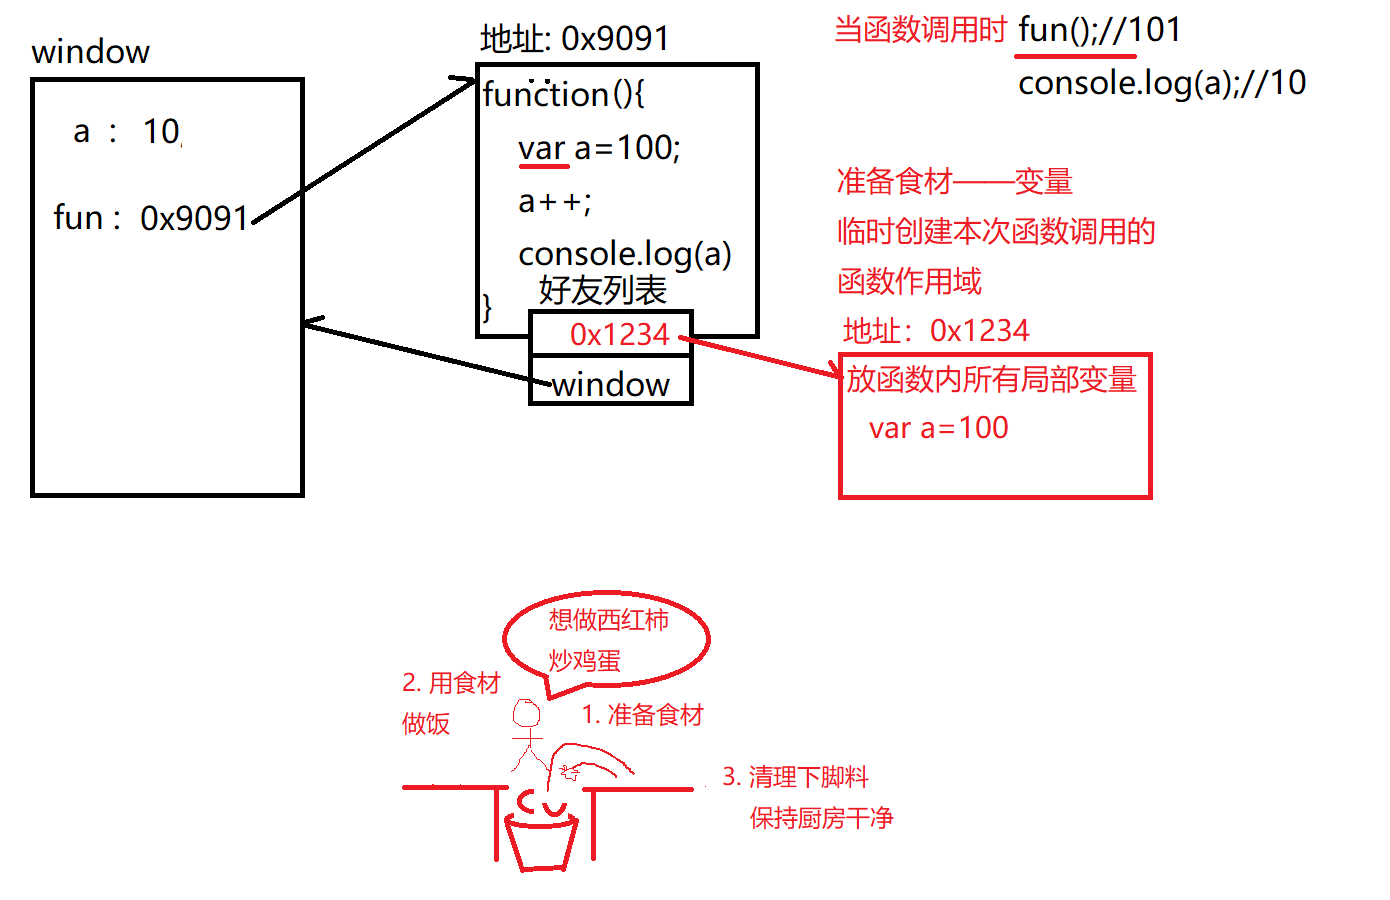 window
a ： 10,
fun : 0x9091
地址: 0x9091
function(){
var a=100;
a++;
console.log(a)
}
好友列表
0x1234
window
当函数调用时 fun();//101
console.log(a);//10
准备食材——变量
临时创建本次函数调用的
函数作用域
地址：0x1234
放函数内所有局部变量
var a=100
想做西红柿
炒鸡蛋
2. 用食材
做饭
1. 准备食材
3. 清理下脚料
保持厨房干净